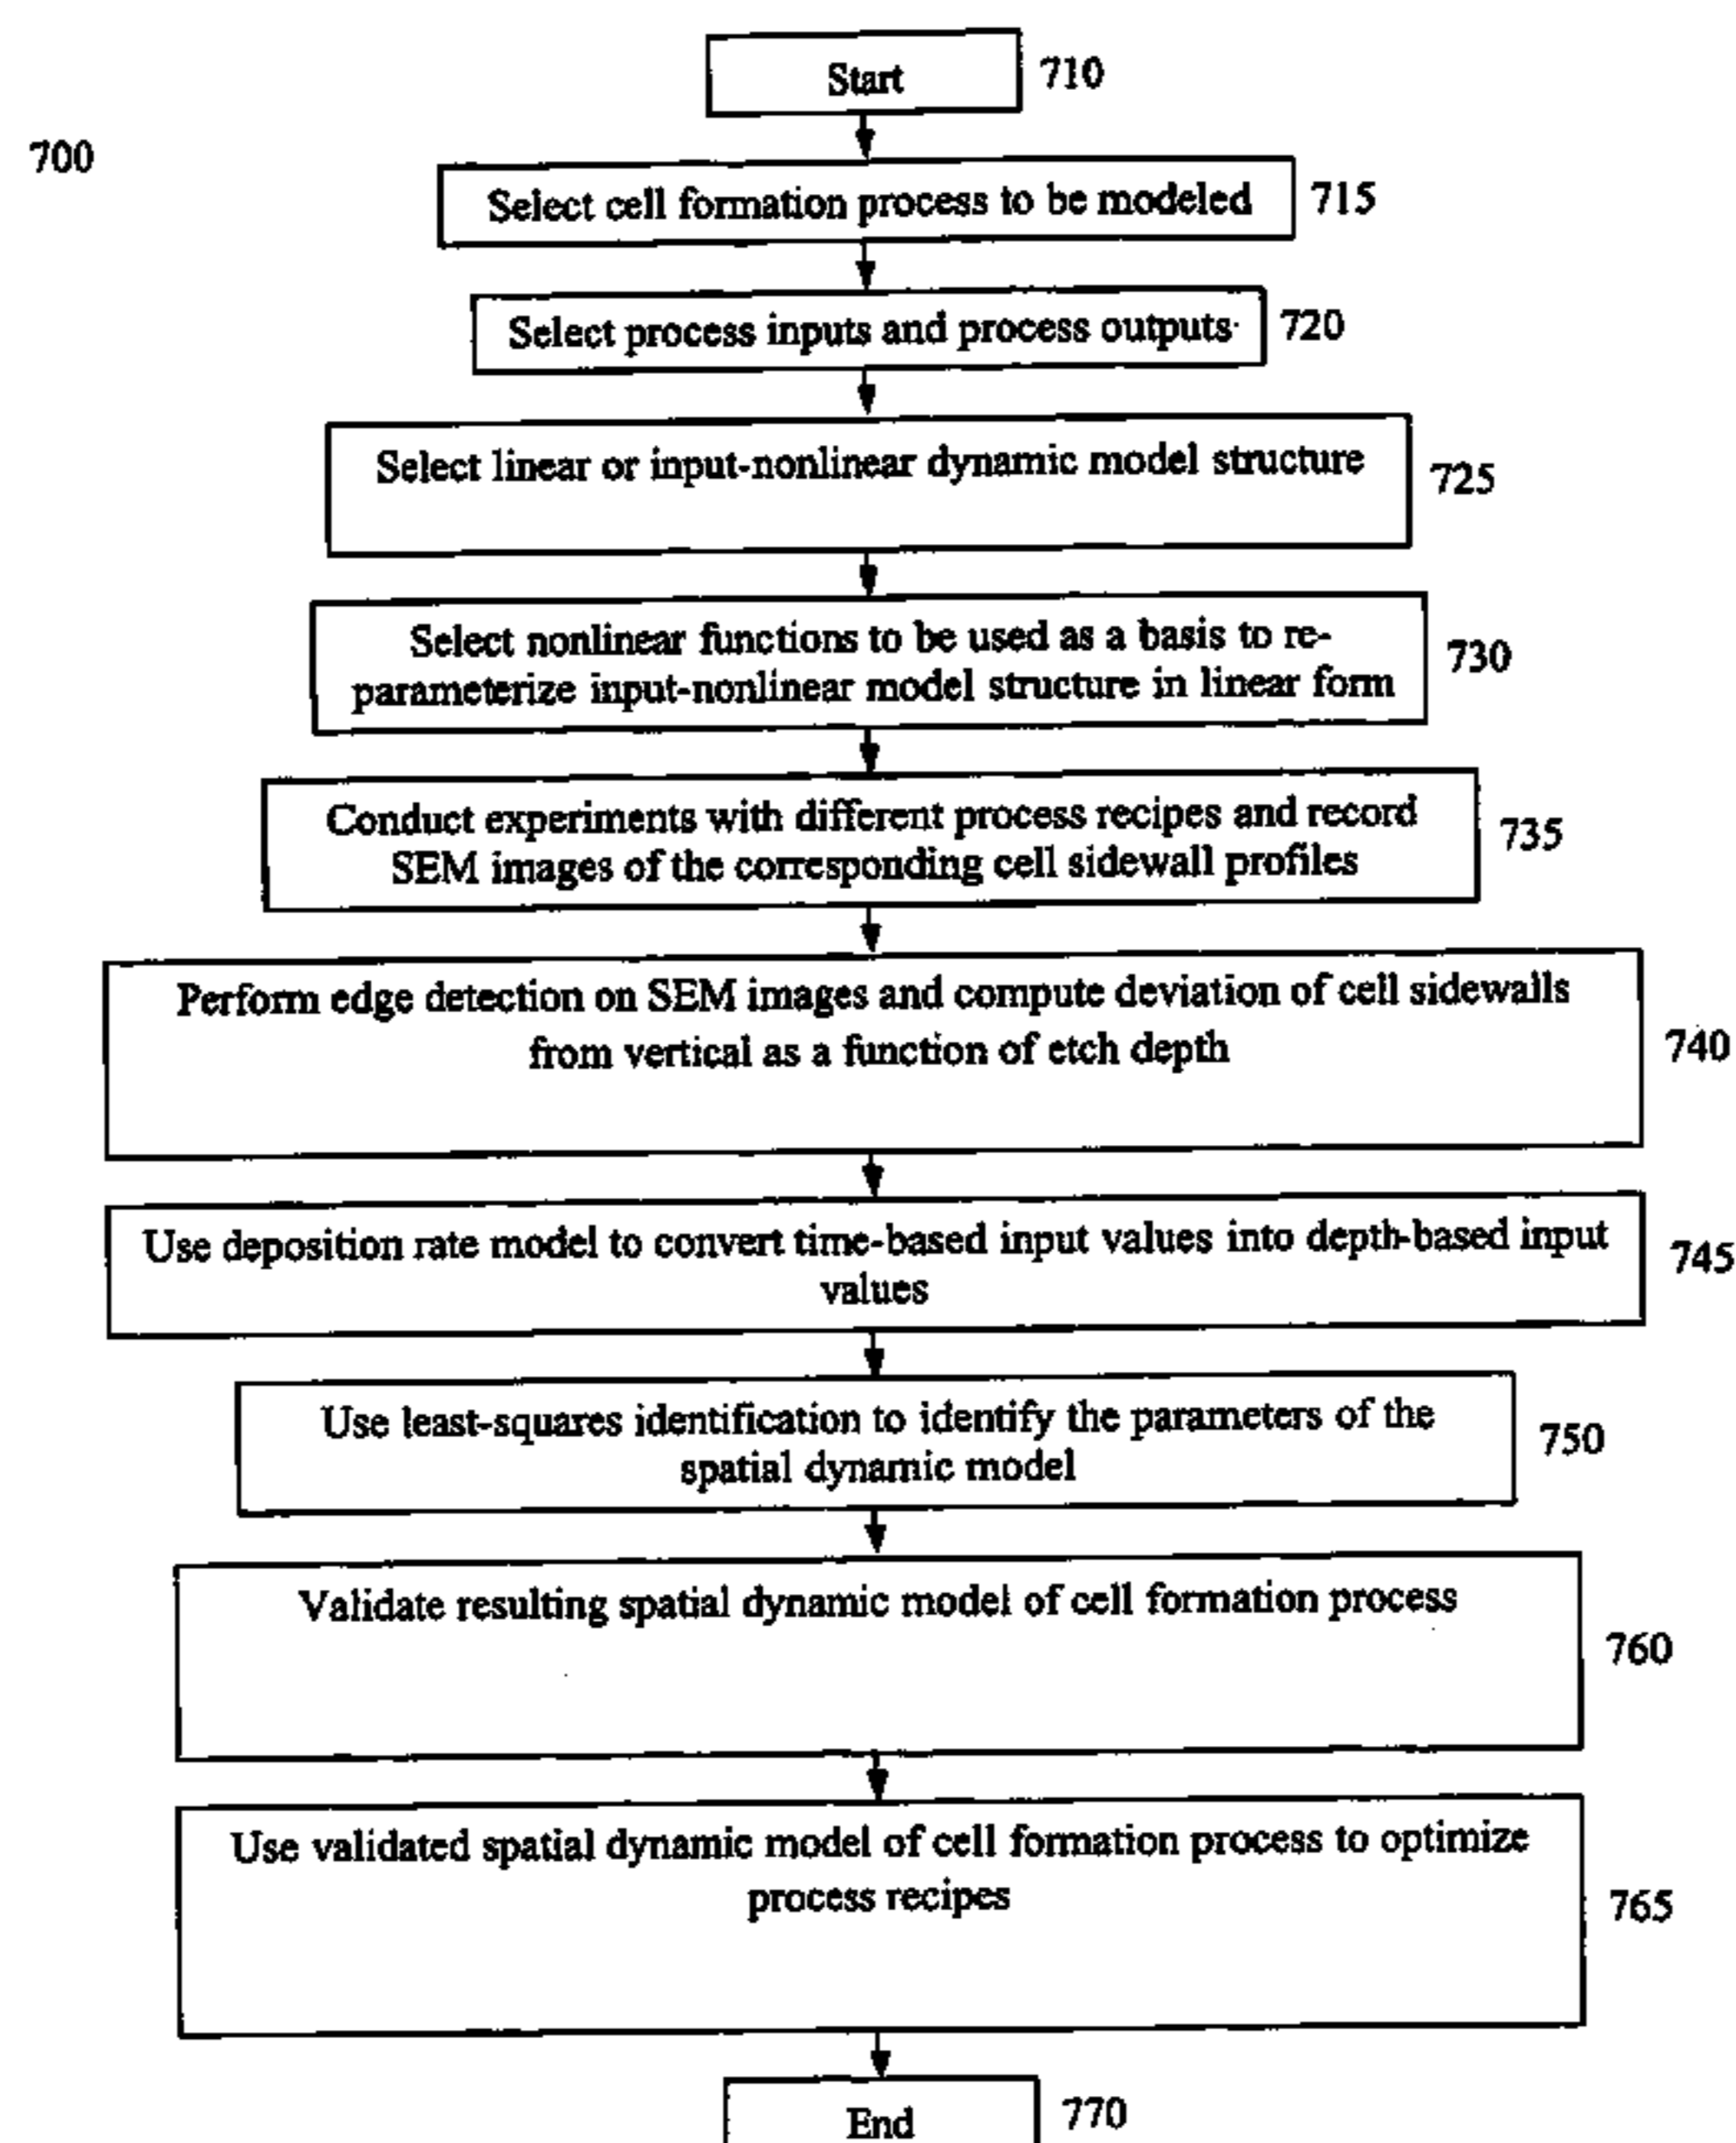 Start
710
700
Select cell formation process to be modeled
715
Select process inputs and process outputs
720
Select linear or input-nonlinear dynamic model structure
725
Select nonlinear functions to be used as a basis to re-
parameterize input-nonlinear model structure in linear form
730
Conduct experiments with different process recipes and record
SEM images of the corresponding cell sidewall profiles
735
Perform edge detection on SEM images and compute deviation of cell sidewalls
from vertical as a function of etch depth
740
Use deposition rate model to convert time-based input values into depth-based input
values
745
Use least-squares identification to identify the parameters of the
spatial dynamic model
750
Validate resulting spatial dynamic model of cell formation process
760
Use validated spatial dynamic model of cell formation process to optimize
process recipes
765
End
770